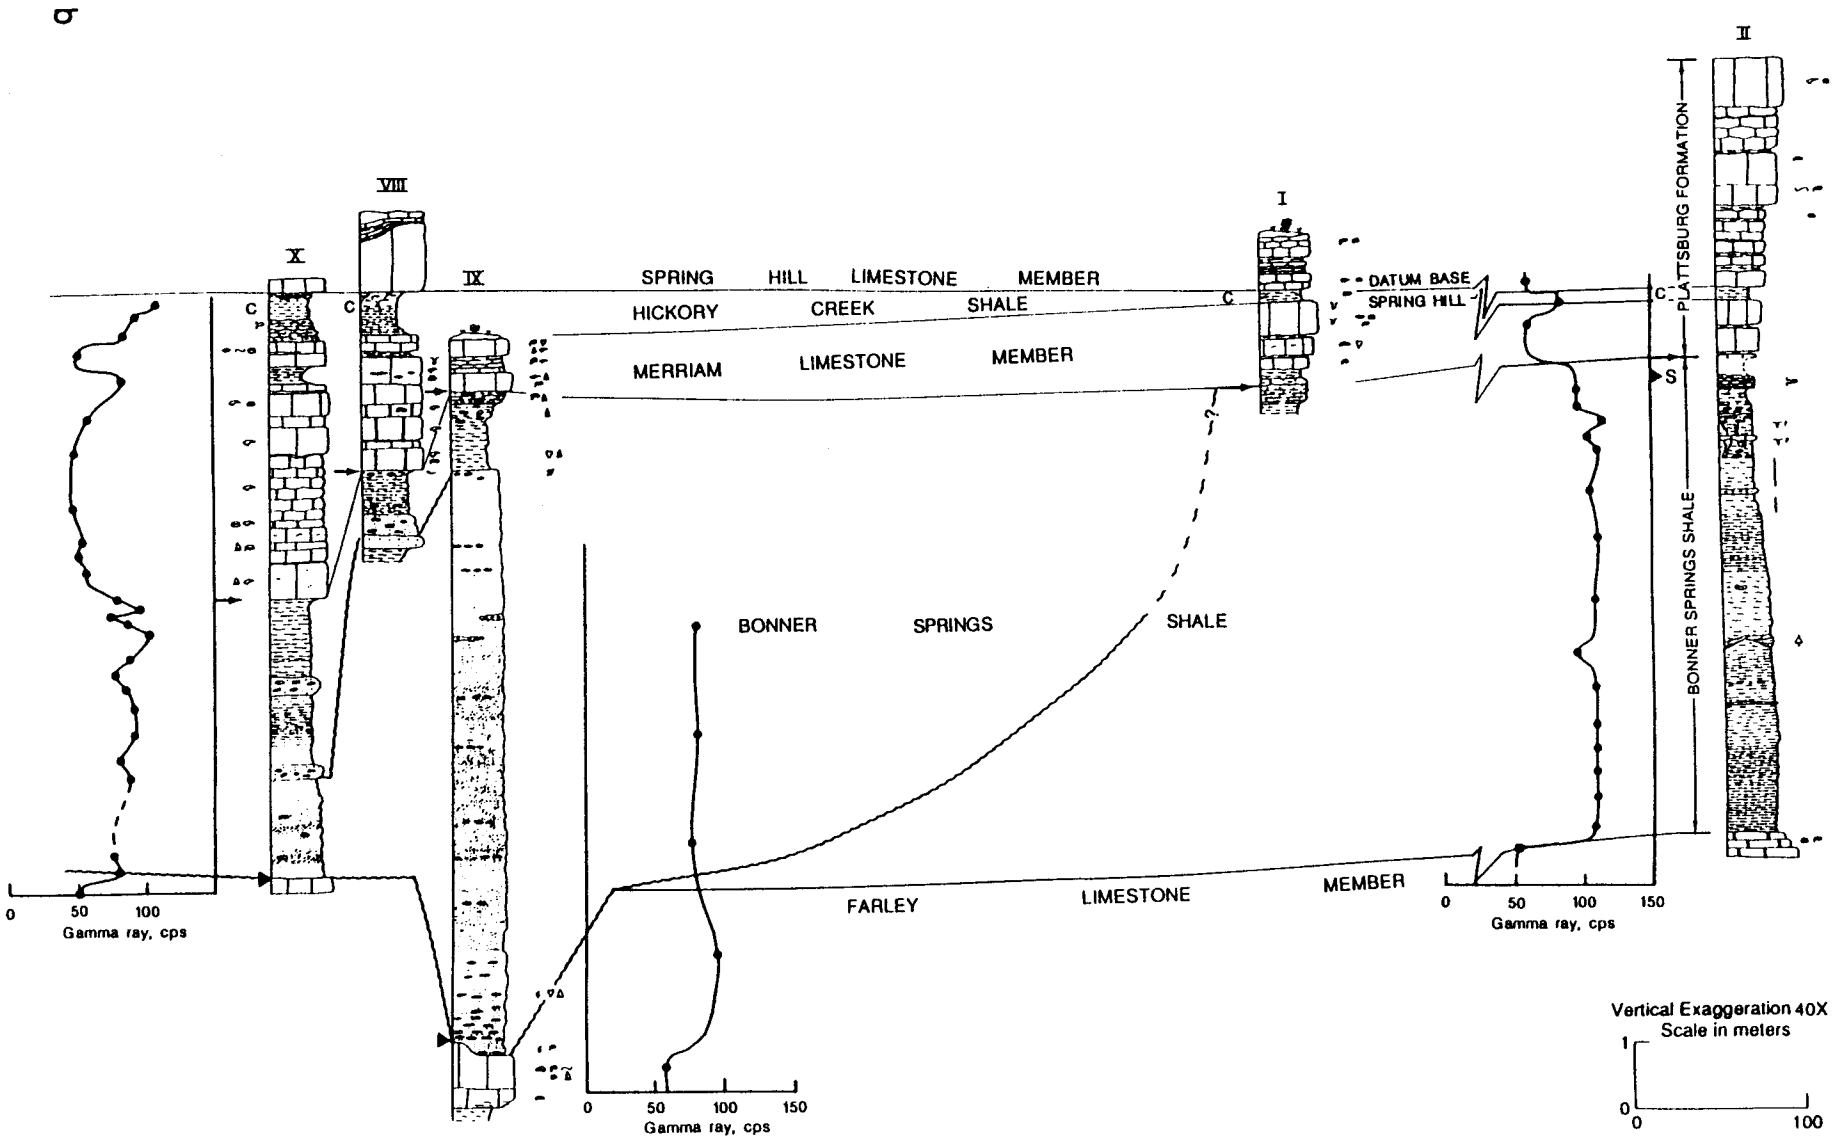 q
II
VIII
X
IX
I
SPRING HILL LIMESTONE MEMBER
HICKORY CREEK SHALE
MERRIAM LIMESTONE MEMBER
DATUM BASE
SPRING HILL
C
C
C
C
S
?
PLATTSBURG FORMATION
BONNER SPRINGS SHALE
BONNER SPRINGS SHALE
FARLEY LIMESTONE MEMBER
0 50 100
Gamma ray, cps
0 50 100 150
Gamma ray, cps
0 50 100 150
Gamma ray, cps
Vertical Exaggeration 40X
Scale in meters
1
0
100